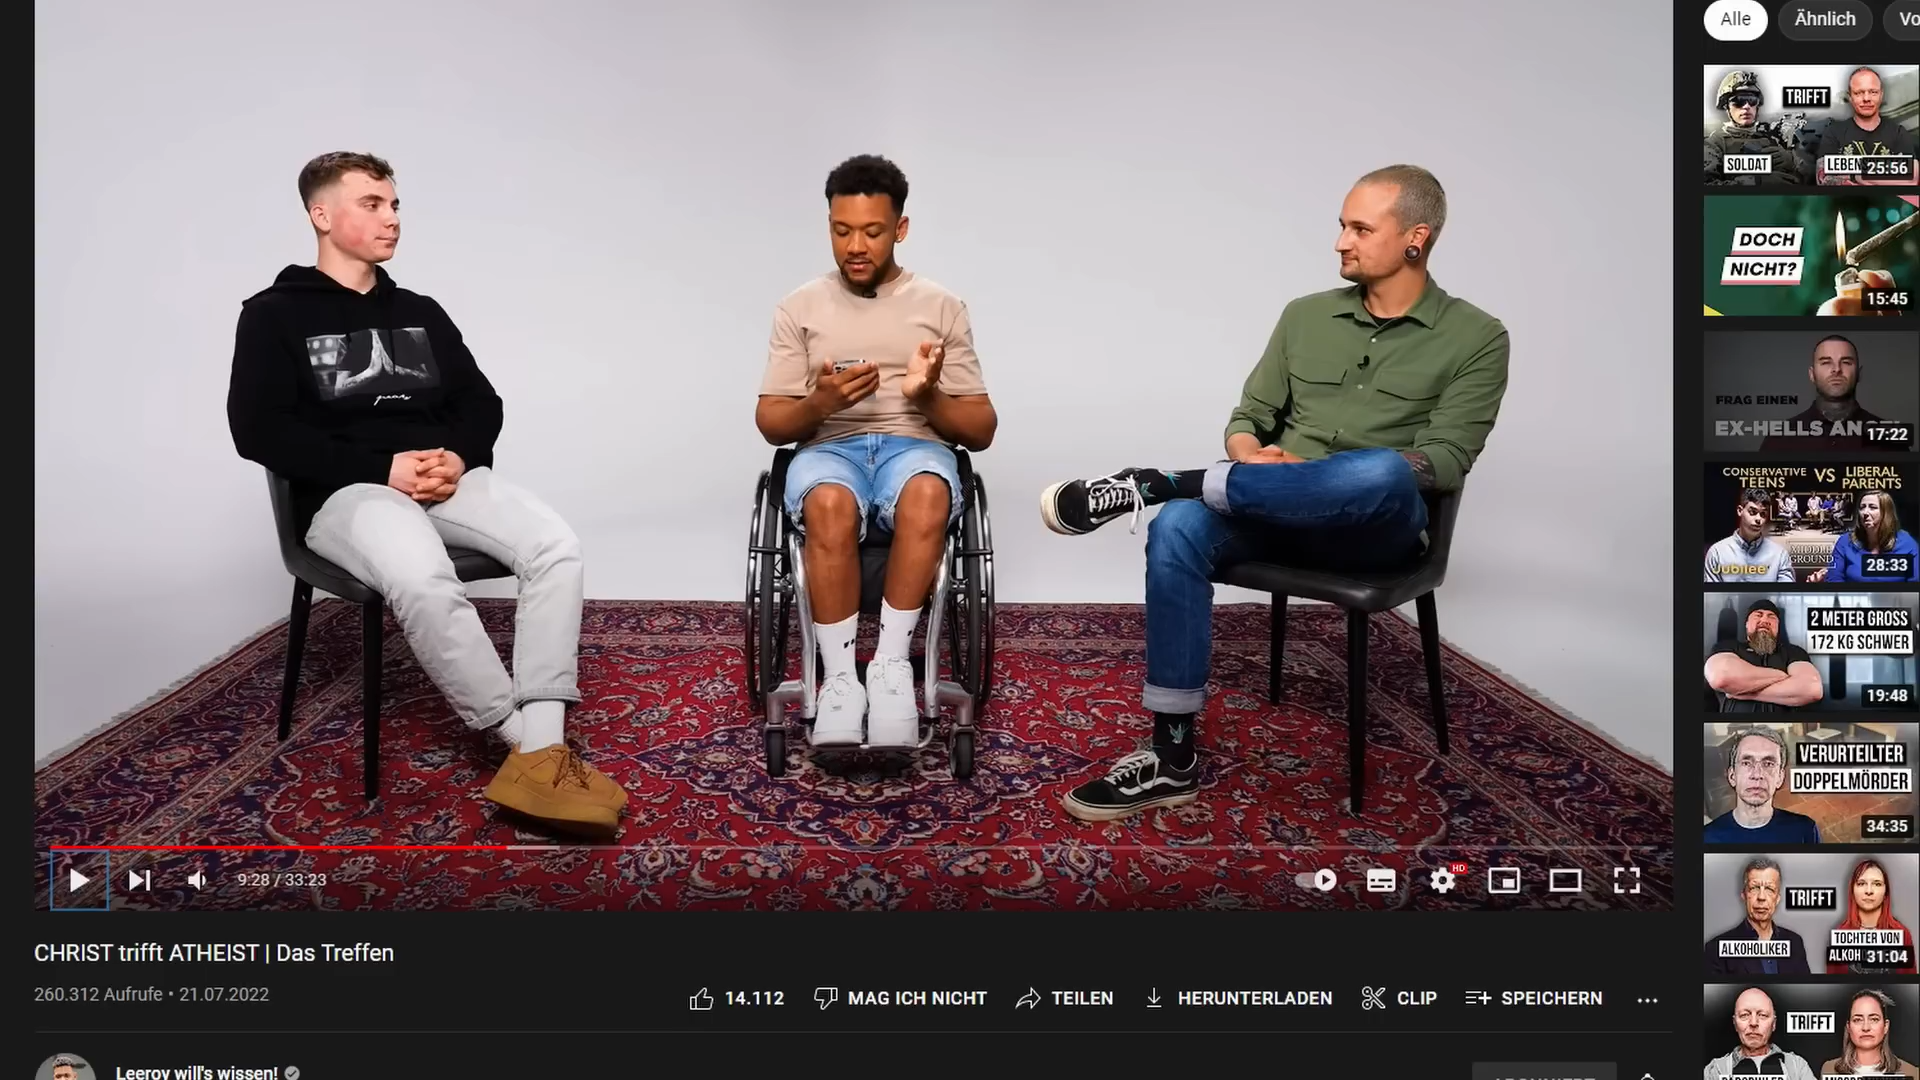 Alle
Ähnlich
TRIFFT
SOLDAT
25:56
DOCH
NICHT?
15:45
FRAG EINEN
EX-HELLS
17:22
CONSERVATIVE TEENS VS LIBERAL PARENTS
MIDDLE
GROUND
Jubilee
28:33
2 METER GROSS
172 KG SCHWER
19:48
VERURTEILTER
DOPPELMÖRDER
34:35
TRIFFT
ALKOHOLIKER
TOCHTER VON
31:04
TRIFFT
9:28 / 33:23
HD
CHRIST trifft ATHEIST | Das Treffen
260.312 Aufrufe • 21.07.2022
14.112
MAG ICH NICHT
TEILEN
HERUNTERLADEN
CLIP
SPEICHERN
Leeroy will's wissen!